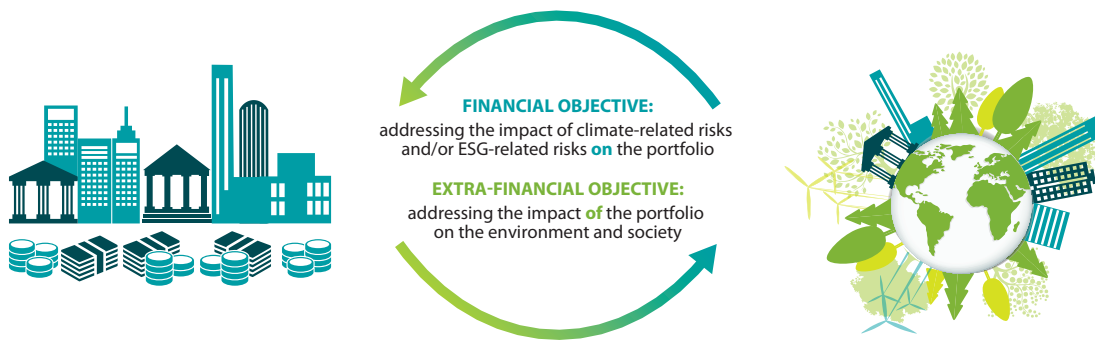 FINANCIAL OBJECTIVE:
addressing the impact of climate-related risks
and/or ESG-related risks on the portfolio
EXTRA-FINANCIAL OBJECTIVE:
addressing the impact of the portfolio
on the environment and society